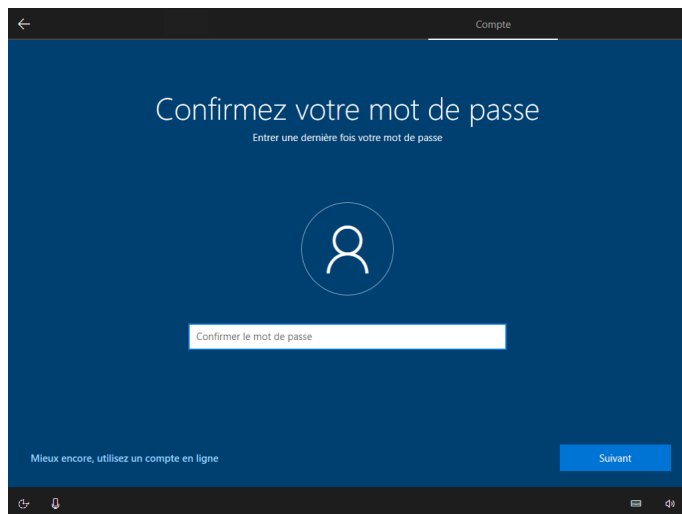 Compte
Confirmez votre mot de passe
Entrer une dernière fois votre mot de passe
Confirmer le mot de passe
Mieux encore, utilisez un compte en ligne
Suivant